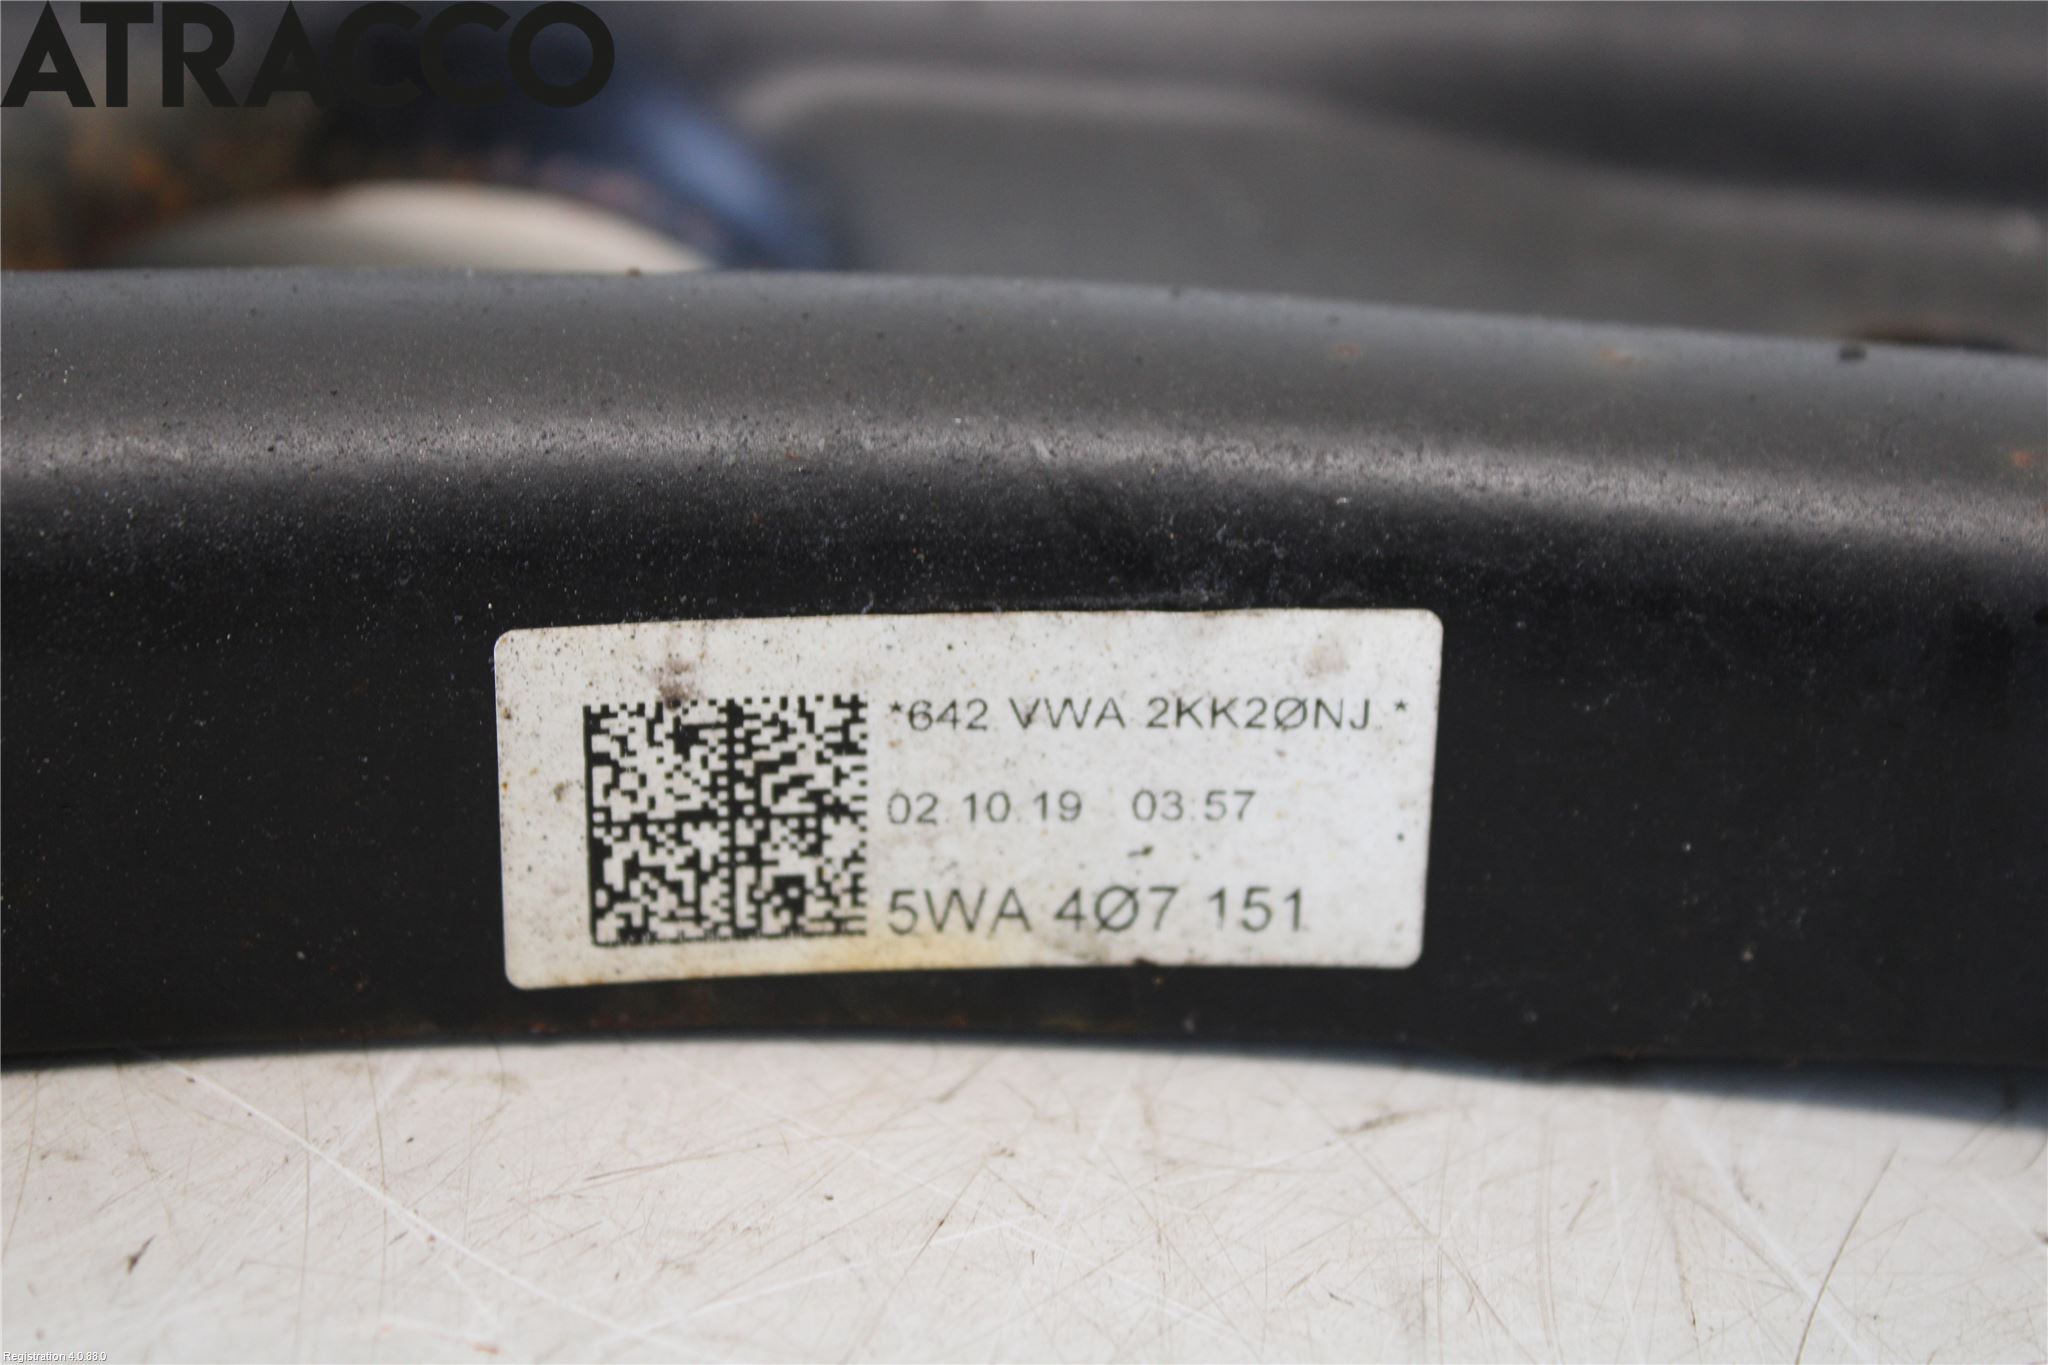 ATRACCO
*642 VWA 2KK2ØNJ *
02.10.19 03:57
5WA 4Ø7 151
Registration 4.0.88.0